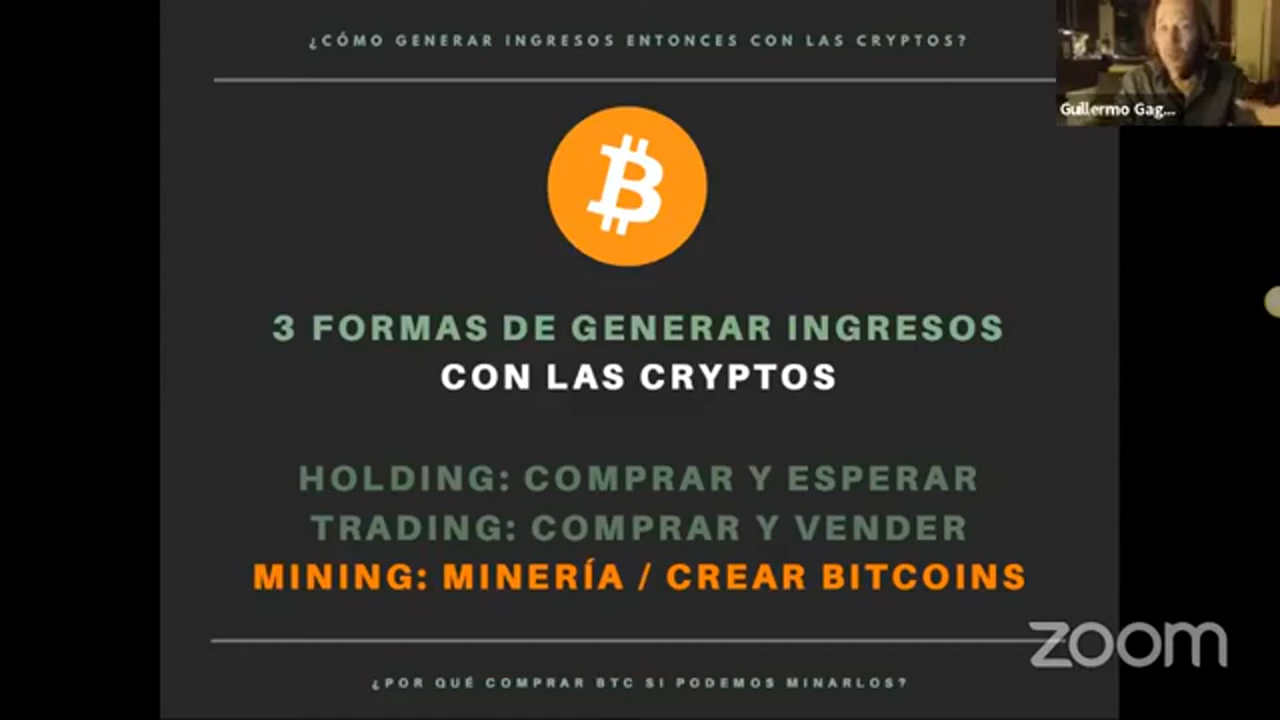 ¿CÓMO GENERAR INGRESOS ENTONCES CON LAS CRYPTOS?
Guillermo Gag...
3 FORMAS DE GENERAR INGRESOS
CON LAS CRYPTOS
HOLDING: COMPRAR Y ESPERAR
TRADING: COMPRAR Y VENDER
MINING: MINERÍA / CREAR BITCOINS
zoom
¿POR QUÉ COMPRAR BTC SI PODEMOS MINARLOS?